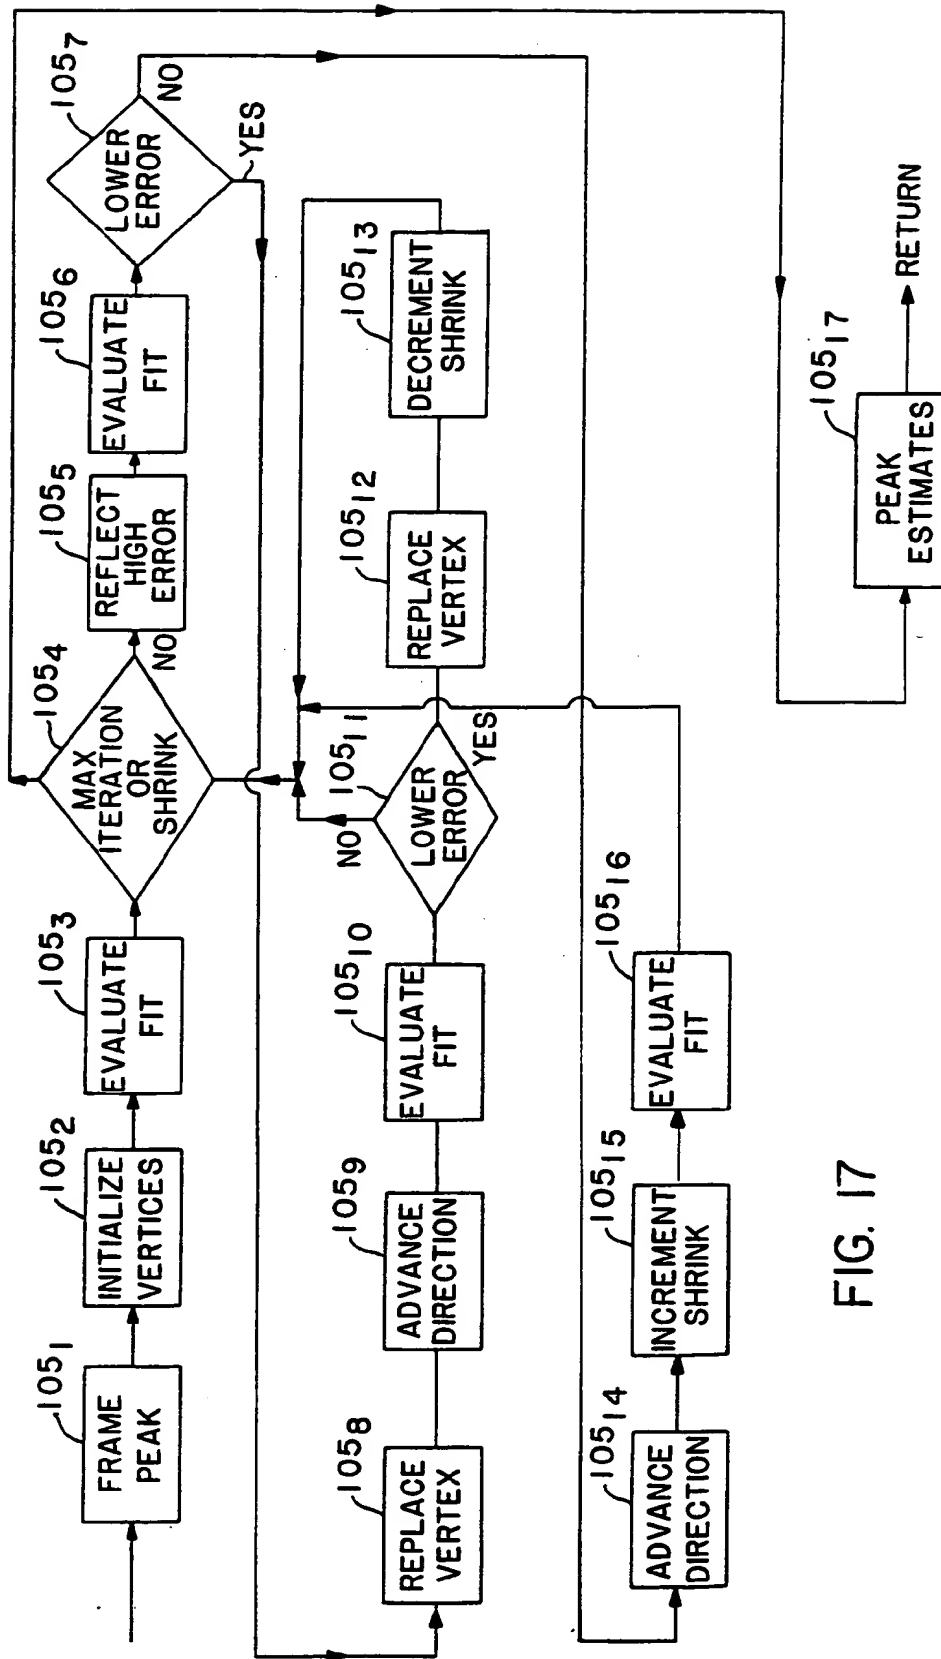 105₁
FRAME
PEAK
105₂
INITIALIZE
VERTICES
105₃
EVALUATE
FIT
105₄
MAX
ITERATION
OR
SHRINK
NO
105₅
REFLECT
HIGH
ERROR
105₆
EVALUATE
FIT
105₇
LOWER
ERROR
NO
YES
105₈
REPLACE
VERTEX
105₉
ADVANCE
DIRECTION
105₁₀
EVALUATE
FIT
105₁₁
LOWER
ERROR
NO
YES
105₁₂
REPLACE
VERTEX
105₁₃
DECREMENT
SHRINK
105₁₄
ADVANCE
DIRECTION
105₁₅
INCREMENT
SHRINK
105₁₆
EVALUATE
FIT
105₁₇
PEAK
ESTIMATES
RETURN
FIG. 17